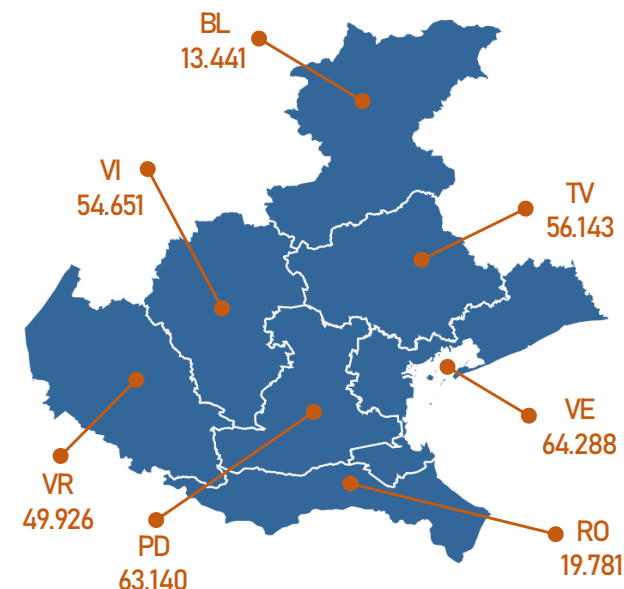 BL
13.441
VI
54.651
TV
56.143
VE
64.288
VR
49.926
PD
63.140
RO
19.781